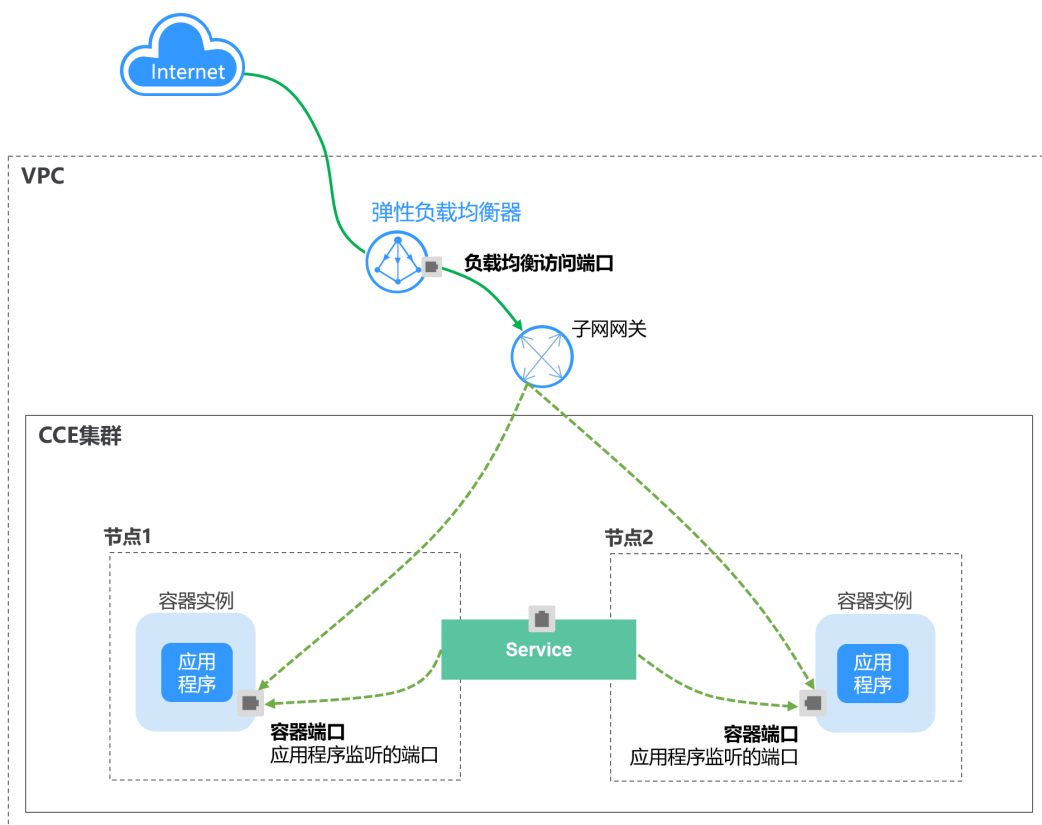 Internet
VPC
弹性负载均衡器
负载均衡访问端口
子网网关
CCE集群
节点1
节点2
容器实例
容器实例
应用
程序
Service
应用
程序
容器端口
应用程序监听的端口
容器端口
应用程序监听的端口